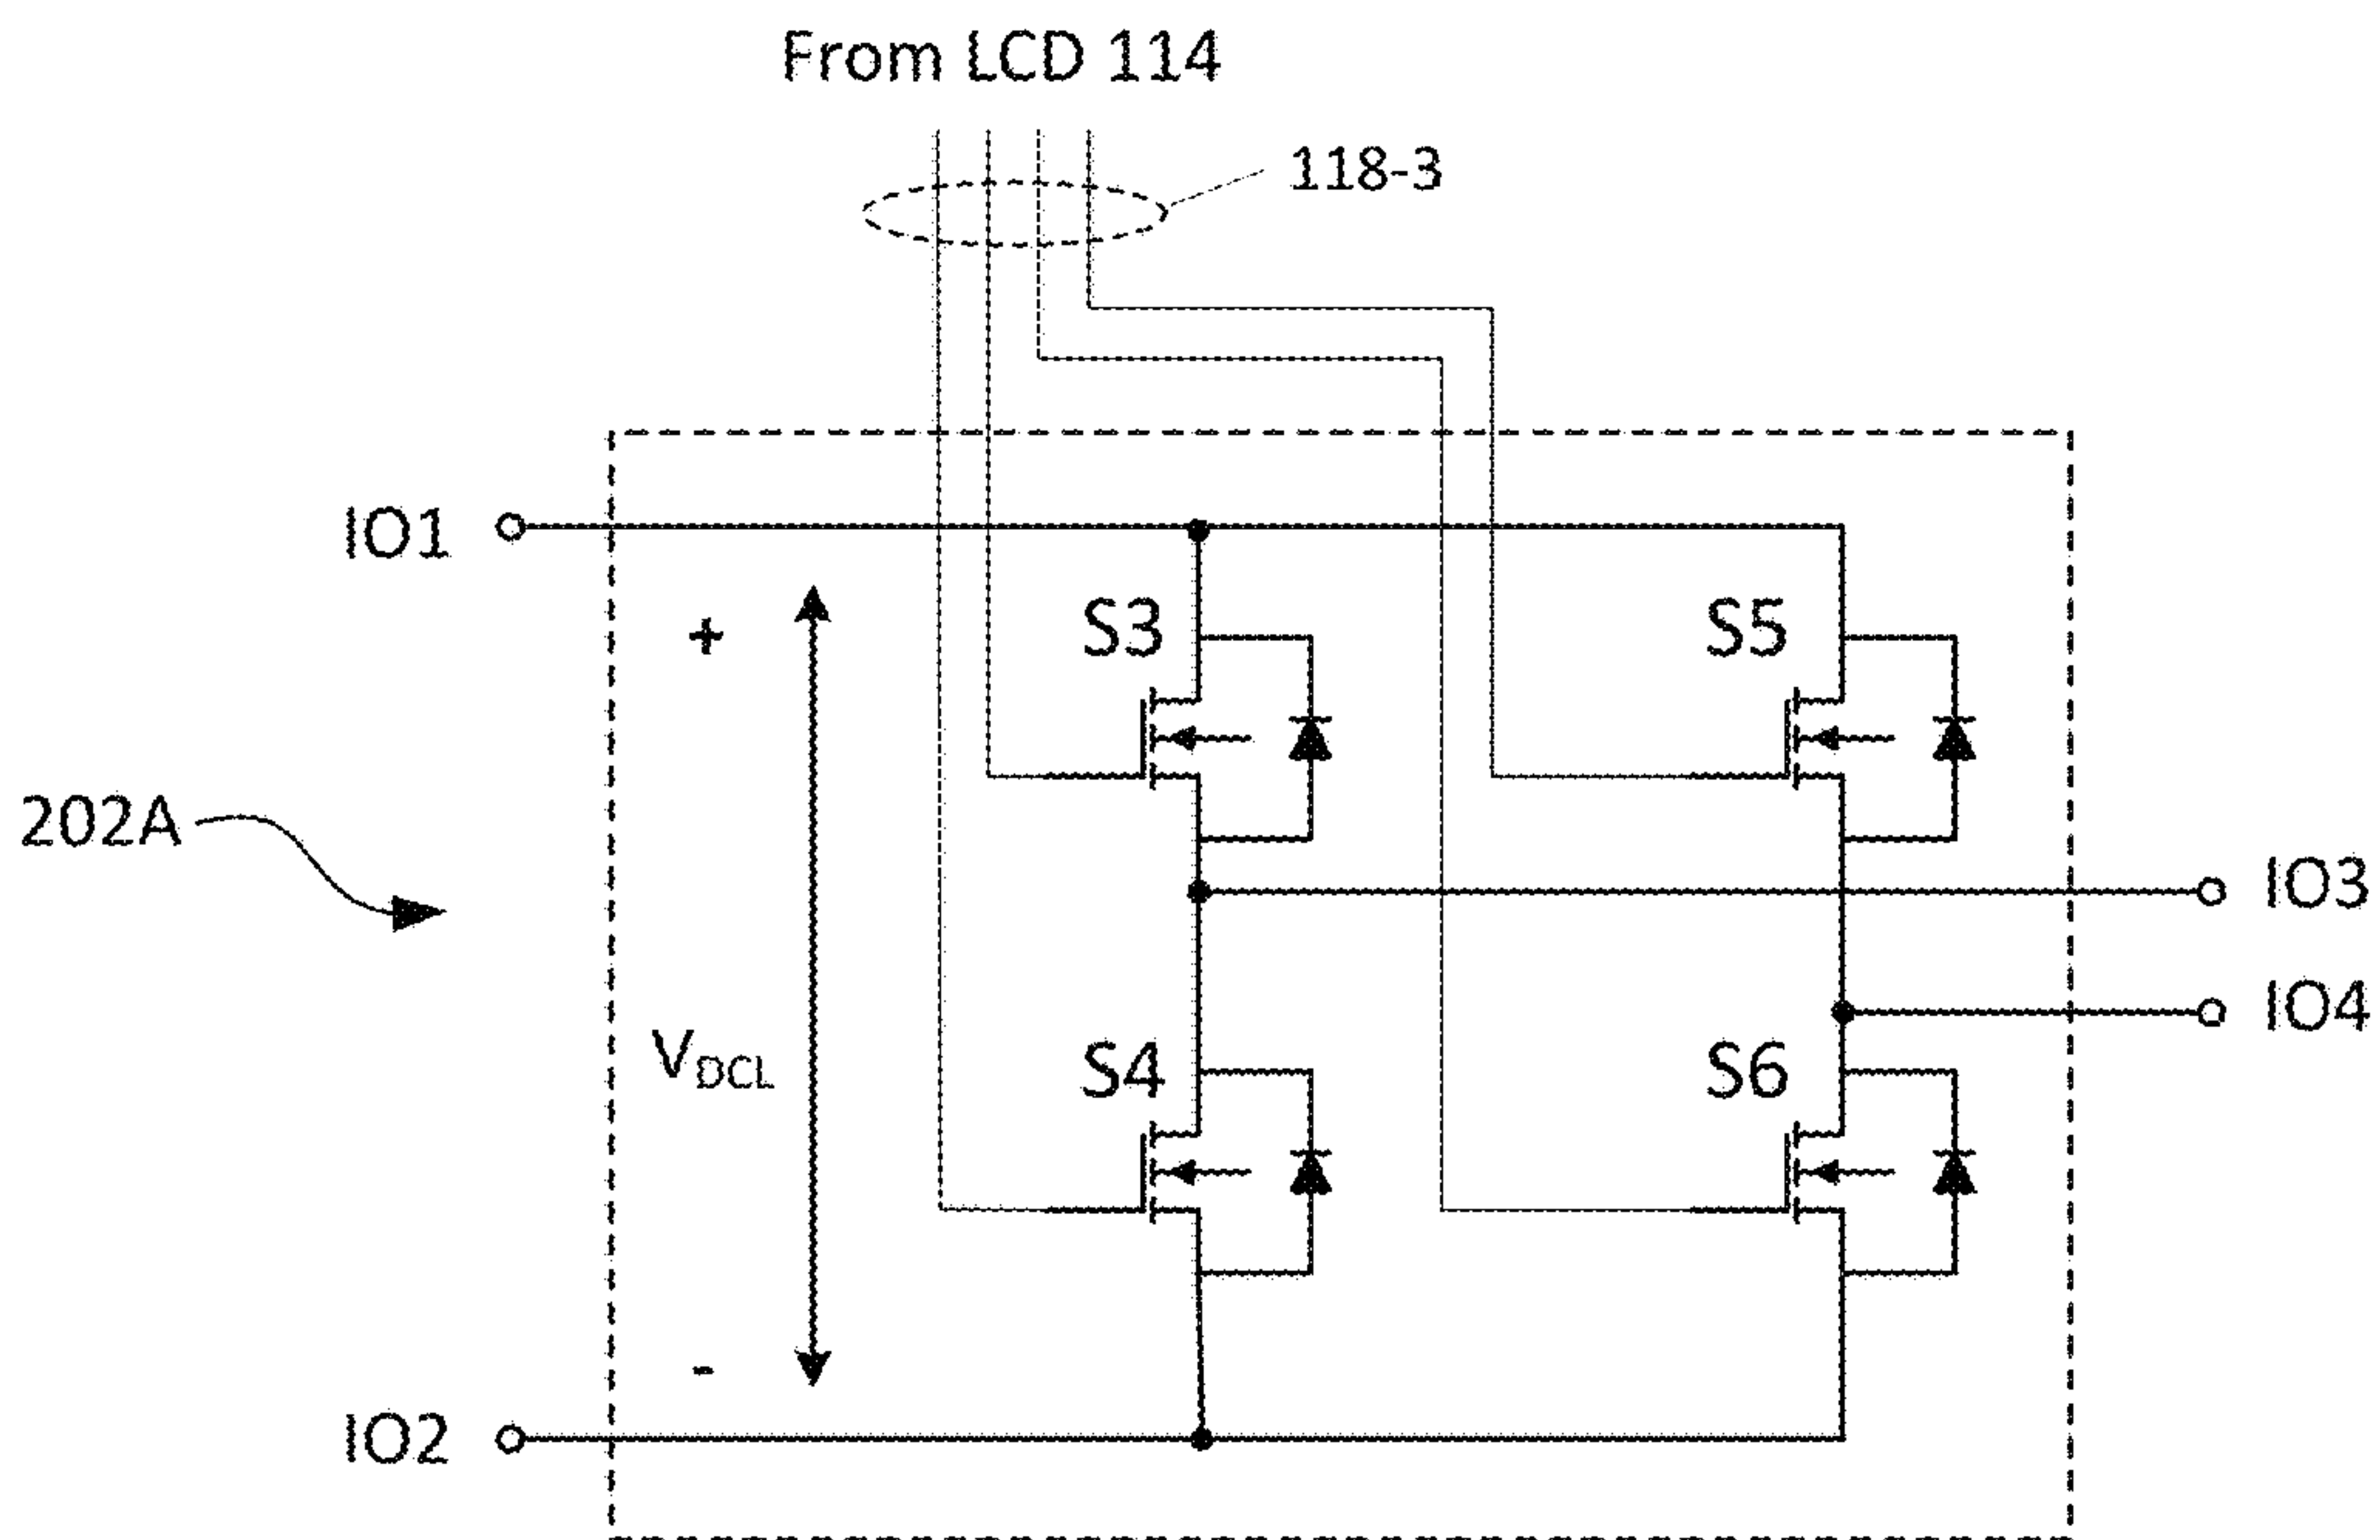 From LCD 114
118-3
IO1
+
S3
S5
202A
IO3
IO4
VDCL
S4
S6
-
IO2